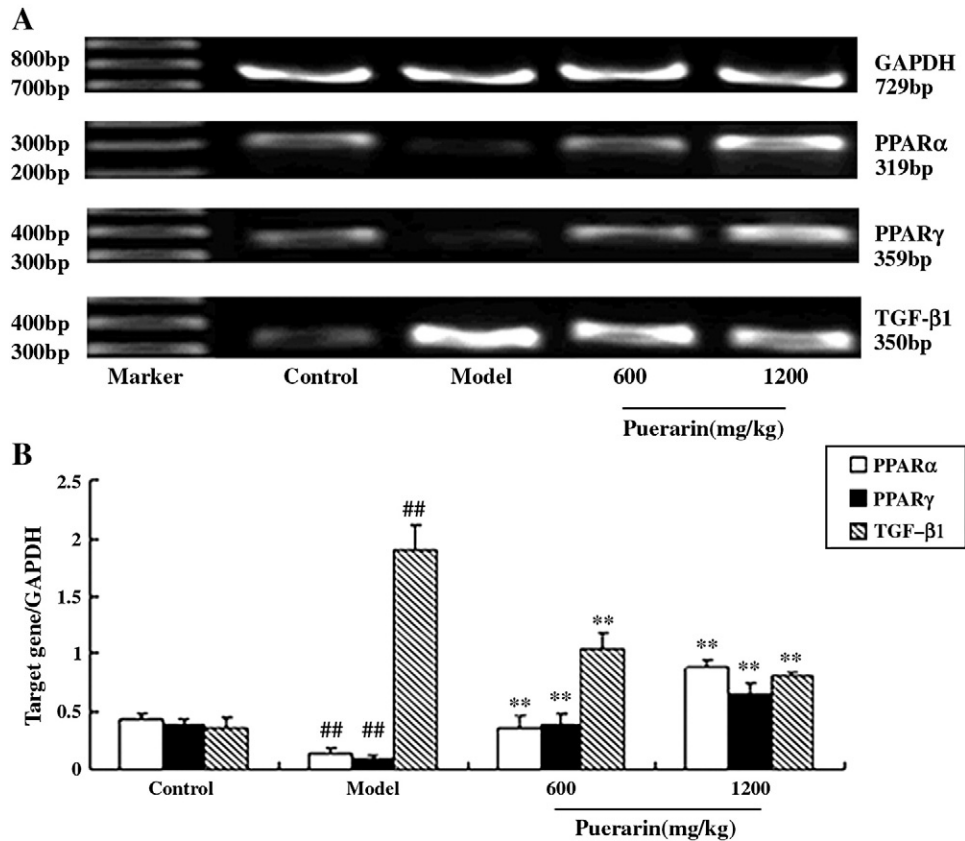 A
800bp
700bp
GAPDH
729bp
300bp
200bp
PPARα
319bp
400bp
300bp
PPARγ
359bp
400bp
300bp
TGF-β1
350bp
Marker Control Model 600 1200
Puerarin(mg/kg)
B
PPARα
PPARγ
TGF-β1
Target gene/GAPDH
2.5
2
1.5
1
0.5
0
## ## ##
** ** **
** ** **
Control Model 600 1200
Puerarin(mg/kg)